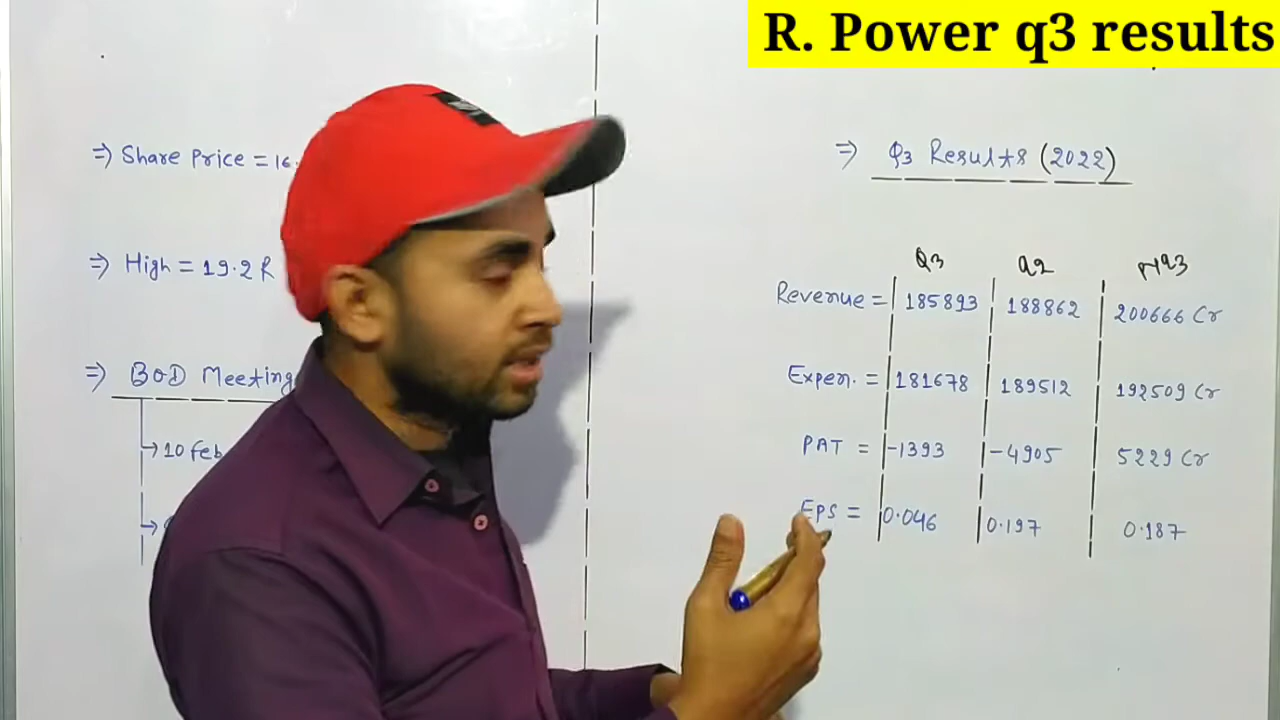 R. Power q3 results
⇒ Share Price = 16.
⇒ High = 19.2 R
⇒ BOD Meeting
→ 10 Feb
⇒ Q3 Results (2022)
Q3 Q2
Revenue = 185893 188862 200666 Cr
Expen. = 181678 189512 192509 Cr
PAT = -1393 -4905 5229 Cr
Eps = 0.046 0.197 0.187